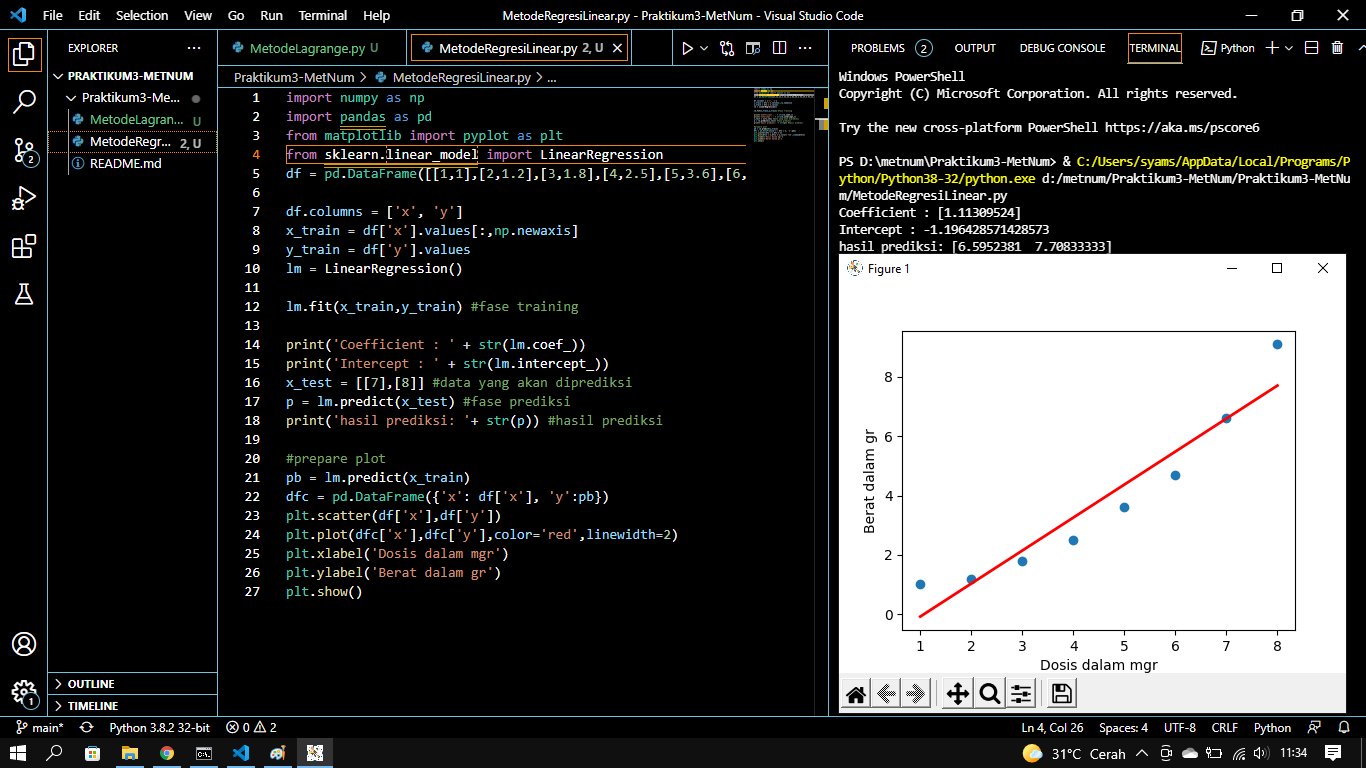 File Edit Selection View Go Run Terminal Help
MetodeRegresiLinear.py - Praktikum3-MetNum - Visual Studio Code
EXPLORER
PRAKTIKUM3-METNUM
Praktikum3-Me...
MetodeLagran... U
MetodeRegr... 2, U
README.md
OUTLINE
TIMELINE
MetodeLagrange.py U
MetodeRegresiLinear.py 2, U
Praktikum3-MetNum > MetodeRegresiLinear.py > ...
1 import numpy as np
2 import pandas as pd
3 from matplotlib import pyplot as plt
4 from sklearn.linear_model import LinearRegression
5 df = pd.DataFrame([[1,1],[2,1.2],[3,1.8],[4,2.5],[5,3.6],[6,
6
7 df.columns = ['x', 'y']
8 x_train = df['x'].values[:,np.newaxis]
9 y_train = df['y'].values
10 lm = LinearRegression()
11
12 lm.fit(x_train,y_train) #fase training
13
14 print('Coefficient : ' + str(lm.coef_))
15 print('Intercept : ' + str(lm.intercept_))
16 x_test = [[7],[8]] #data yang akan diprediksi
17 p = lm.predict(x_test) #fase prediksi
18 print('hasil prediksi: '+ str(p)) #hasil prediksi
19
20 #prepare plot
21 pb = lm.predict(x_train)
22 dfc = pd.DataFrame({'x': df['x'], 'y':pb})
23 plt.scatter(df['x'],df['y'])
24 plt.plot(dfc['x'],dfc['y'],color='red',linewidth=2)
25 plt.xlabel('Dosis dalam mgr')
26 plt.ylabel('Berat dalam gr')
27 plt.show()
PROBLEMS 2 OUTPUT DEBUG CONSOLE TERMINAL Python
Windows PowerShell
Copyright (C) Microsoft Corporation. All rights reserved.
Try the new cross-platform PowerShell https://aka.ms/pscore6
PS D:\metnum\Praktikum3-MetNum> & C:/Users/syams/AppData/Local/Programs/P
ython/Python38-32/python.exe d:/metnum/Praktikum3-MetNum/Praktikum3-MetNu
m/MetodeRegresiLinear.py
Coefficient : [1.11309524]
Intercept : -1.196428571428573
hasil prediksi: [6.5952381 7.70833333]
Figure 1
8
6
4
2
0
Berat dalam gr
1 2 3 4 5 6 7 8
Dosis dalam mgr
2
1
main* Python 3.8.2 32-bit 0 2
Ln 4, Col 26 Spaces: 4 UTF-8 CRLF Python
31°C Cerah 11:34